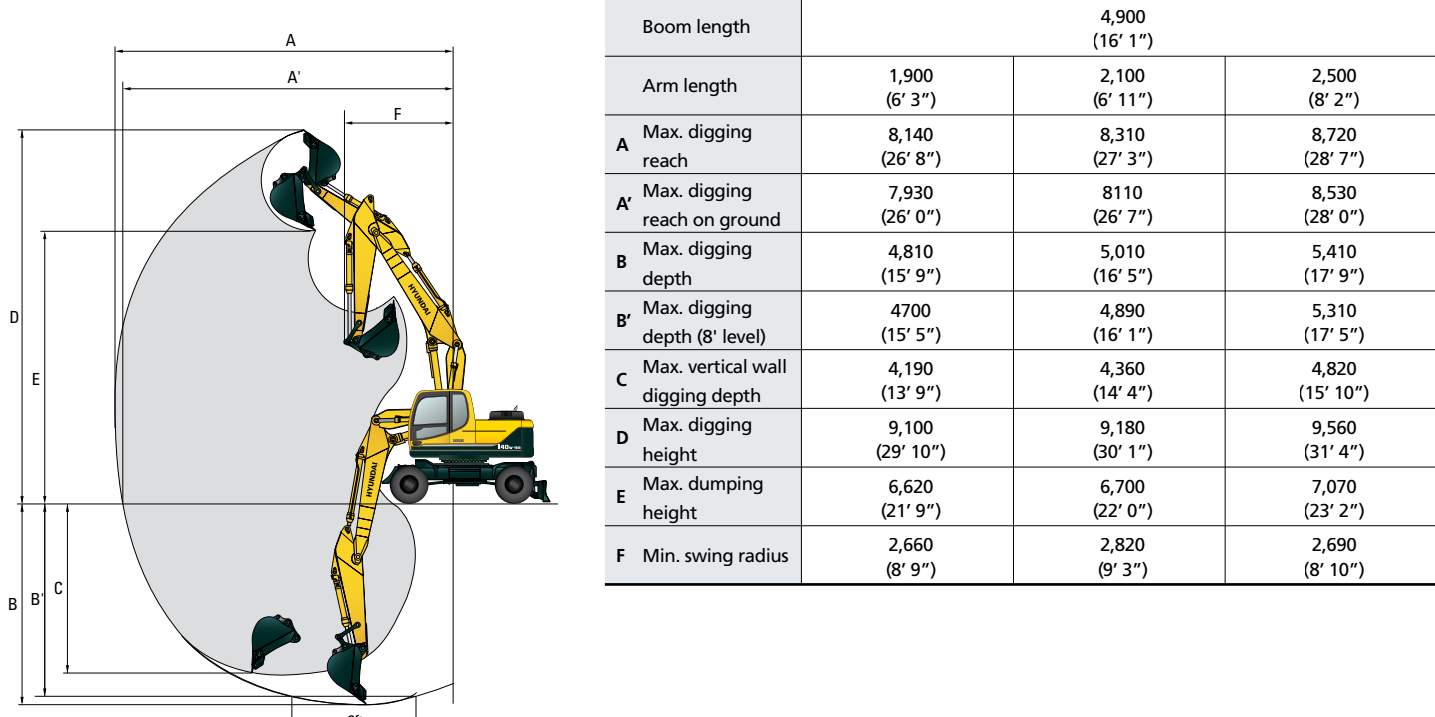 A
A'
F
D
E
B
B'
C
HYUNDAI
HYUNDAI
Boom length 4,900
(16’ 1”)
Arm length 1,900 2,100 2,500
(6’ 3”) (6’ 11”) (8’ 2”)
A Max. digging reach 8,140 8,310 8,720
(26’ 8”) (27’ 3”) (28’ 7”)
A’ Max. digging reach on ground 7,930 8110 8,530
(26’ 0”) (26’ 7”) (28’ 0”)
B Max. digging depth 4,810 5,010 5,410
(15’ 9”) (16’ 5”) (17’ 9”)
B’ Max. digging depth (8' level) 4700 4,890 5,310
(15’ 5”) (16’ 1”) (17’ 5”)
C Max. vertical wall digging depth 4,190 4,360 4,820
(13’ 9”) (14’ 4”) (15’ 10”)
D Max. digging height 9,100 9,180 9,560
(29’ 10”) (30’ 1”) (31’ 4”)
E Max. dumping height 6,620 6,700 7,070
(21’ 9”) (22’ 0”) (23’ 2”)
F Min. swing radius 2,660 2,820 2,690
(8’ 9”) (9’ 3”) (8’ 10”)